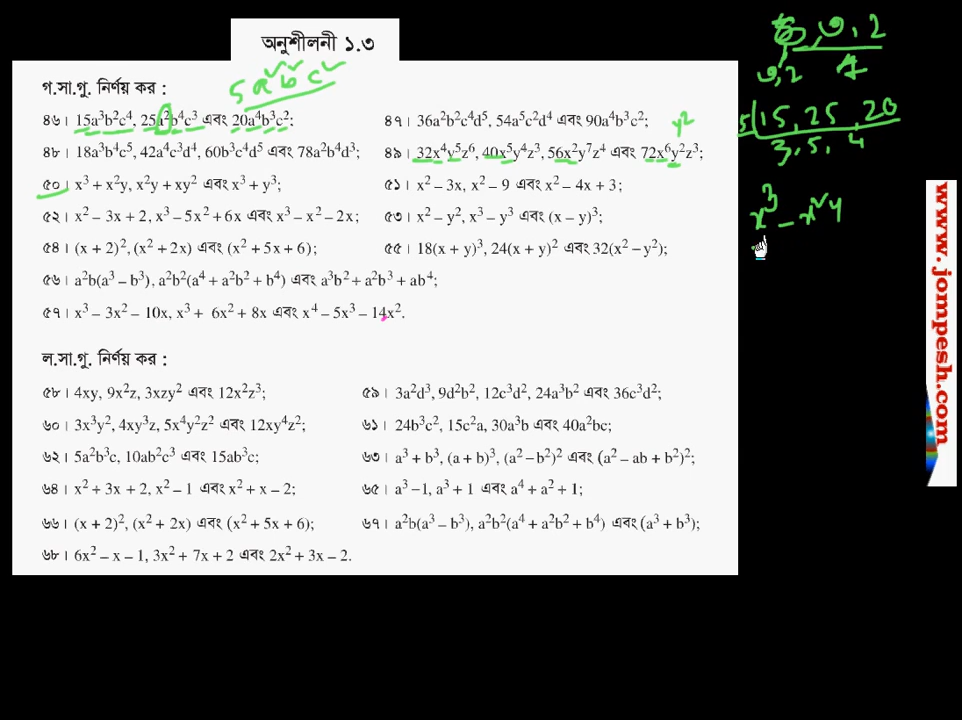 অনুশীলনী ১.৩
গ.সা.গু. নির্ণয় কর :
5 a²b²c²
৪৬। 15a³b²c⁴, 25a²b⁴c³ এবং 20a⁴b³c²;
৪৭। 36a²b²c⁴d⁵, 54a⁵c²d⁴ এবং 90a⁴b³c²;
y²
৪৮। 18a³b⁴c⁵, 42a⁴c³d⁴, 60b³c⁴d⁵ এবং 78a²b⁴d³;
৪৯। 32x⁴y⁵z⁶, 40x⁵y⁴z³, 56x²y⁷z⁴ এবং 72x⁶y²z³;
৫০। x³ + x²y, x²y + xy² এবং x³ + y³;
৫১। x² – 3x, x² – 9 এবং x² – 4x + 3;
৫২। x² – 3x + 2, x³ – 5x² + 6x এবং x³ – x² – 2x;
৫৩। x² – y², x³ – y³ এবং (x – y)³;
৫৪। (x + 2)², (x² + 2x) এবং (x² + 5x + 6);
৫৫। 18(x + y)³, 24(x + y)² এবং 32(x² – y²);
৫৬। a²b(a³ – b³), a²b²(a⁴ + a²b² + b⁴) এবং a³b² + a²b³ + ab⁴;
৫৭। x³ – 3x² – 10x, x³ + 6x² + 8x এবং x⁴ – 5x³ – 14x².
ল.সা.গু. নির্ণয় কর :
৫৮। 4xy, 9x²z, 3xzy² এবং 12x²z³;
৫৯। 3a²d³, 9d²b², 12c³d², 24a³b² এবং 36c³d²;
৬০। 3x³y², 4xy³z, 5x⁴y²z² এবং 12xy⁴z²;
৬১। 24b³c², 15c²a, 30a³b এবং 40a²bc;
৬২। 5a²b³c, 10ab²c³ এবং 15ab³c;
৬৩। a³ + b³, (a + b)³, (a² – b²)² এবং (a² – ab + b²)²;
৬৪। x² + 3x + 2, x² – 1 এবং x² + x – 2;
৬৫। a³ –1, a³ + 1 এবং a⁴ + a² + 1;
৬৬। (x + 2)², (x² + 2x) এবং (x² + 5x + 6);
৬৭। a²b(a³ – b³), a²b²(a⁴ + a²b² + b⁴) এবং (a³ + b³);
৬৮। 6x² – x – 1, 3x² + 7x + 2 এবং 2x² + 3x – 2.
৩, 2
5(15, 25, 20
3, 5, 4
x³ – x²y
www.jompesh.com